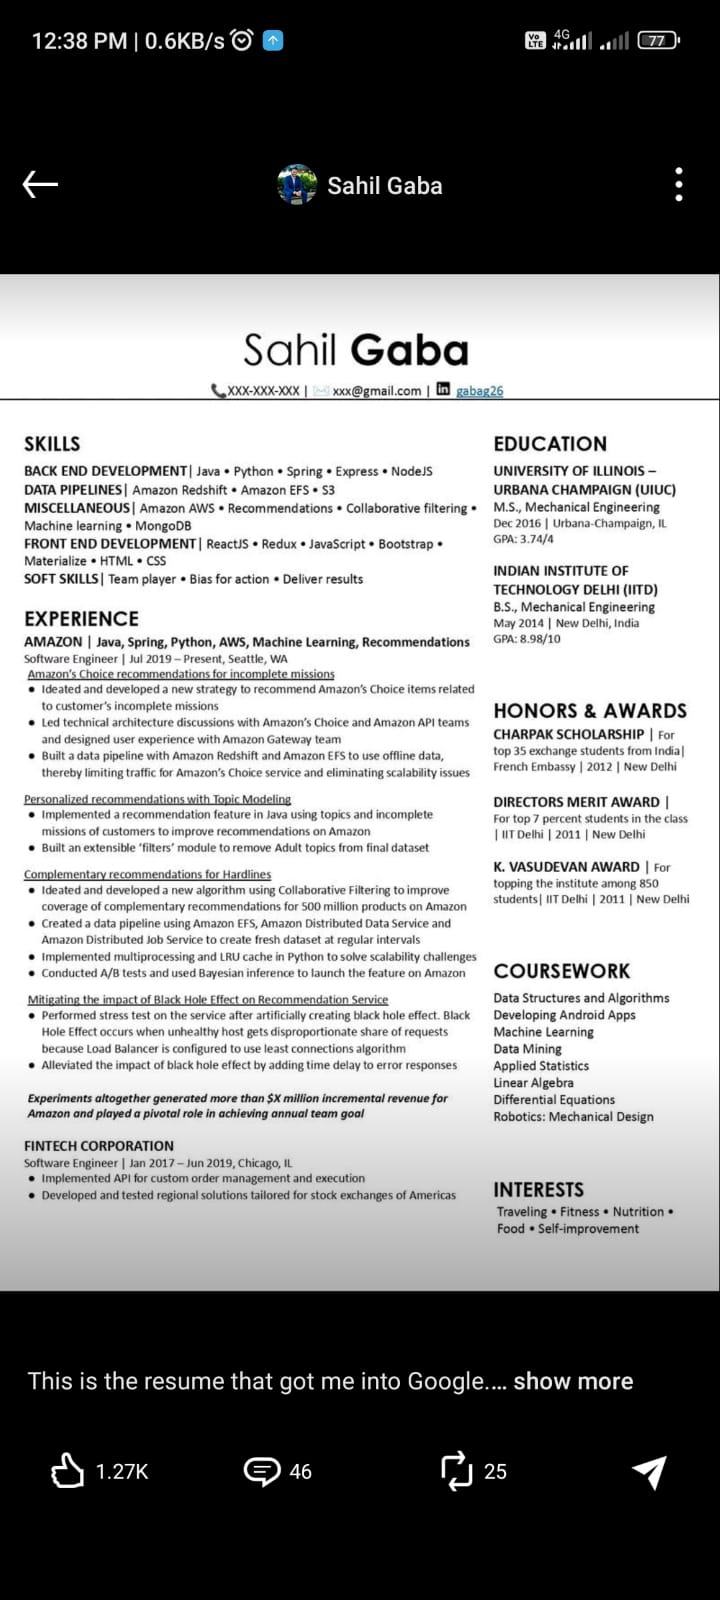 12:38 PM | 0.6KB/s
Vo LTE 4G 77
Sahil Gaba
Sahil Gaba
XXX-XXX-XXX | xxx@gmail.com | in gabag26
SKILLS
BACK END DEVELOPMENT| Java • Python • Spring • Express • NodeJS
DATA PIPELINES| Amazon Redshift • Amazon EFS • S3
MISCELLANEOUS| Amazon AWS • Recommendations • Collaborative filtering •
Machine learning • MongoDB
FRONT END DEVELOPMENT| ReactJS • Redux • JavaScript • Bootstrap •
Materialize • HTML • CSS
SOFT SKILLS| Team player • Bias for action • Deliver results
EXPERIENCE
AMAZON | Java, Spring, Python, AWS, Machine Learning, Recommendations
Software Engineer | Jul 2019 – Present, Seattle, WA
Amazon's Choice recommendations for incomplete missions
• Ideated and developed a new strategy to recommend Amazon's Choice items related
to customer's incomplete missions
• Led technical architecture discussions with Amazon's Choice and Amazon API teams
and designed user experience with Amazon Gateway team
• Built a data pipeline with Amazon Redshift and Amazon EFS to use offline data,
thereby limiting traffic for Amazon's Choice service and eliminating scalability issues
Personalized recommendations with Topic Modeling
• Implemented a recommendation feature in Java using topics and incomplete
missions of customers to improve recommendations on Amazon
• Built an extensible 'filters' module to remove Adult topics from final dataset
Complementary recommendations for Hardlines
• Ideated and developed a new algorithm using Collaborative Filtering to improve
coverage of complementary recommendations for 500 million products on Amazon
• Created a data pipeline using Amazon EFS, Amazon Distributed Data Service and
Amazon Distributed Job Service to create fresh dataset at regular intervals
• Implemented multiprocessing and LRU cache in Python to solve scalability challenges
• Conducted A/B tests and used Bayesian inference to launch the feature on Amazon
Mitigating the impact of Black Hole Effect on Recommendation Service
• Performed stress test on the service after artificially creating black hole effect. Black
Hole Effect occurs when unhealthy host gets disproportionate share of requests
because Load Balancer is configured to use least connections algorithm
• Alleviated the impact of black hole effect by adding time delay to error responses
Experiments altogether generated more than $X million incremental revenue for
Amazon and played a pivotal role in achieving annual team goal
FINTECH CORPORATION
Software Engineer | Jan 2017 – Jun 2019, Chicago, IL
• Implemented API for custom order management and execution
• Developed and tested regional solutions tailored for stock exchanges of Americas
EDUCATION
UNIVERSITY OF ILLINOIS –
URBANA CHAMPAIGN (UIUC)
M.S., Mechanical Engineering
Dec 2016 | Urbana-Champaign, IL
GPA: 3.74/4
INDIAN INSTITUTE OF
TECHNOLOGY DELHI (IITD)
B.S., Mechanical Engineering
May 2014 | New Delhi, India
GPA: 8.98/10
HONORS & AWARDS
CHARPAK SCHOLARSHIP | For
top 35 exchange students from India|
French Embassy | 2012 | New Delhi
DIRECTORS MERIT AWARD |
For top 7 percent students in the class
| IIT Delhi | 2011 | New Delhi
K. VASUDEVAN AWARD | For
topping the institute among 850
students| IIT Delhi | 2011 | New Delhi
COURSEWORK
Data Structures and Algorithms
Developing Android Apps
Machine Learning
Data Mining
Applied Statistics
Linear Algebra
Differential Equations
Robotics: Mechanical Design
INTERESTS
Traveling • Fitness • Nutrition •
Food • Self-improvement
This is the resume that got me into Google.... show more
1.27K 46 25